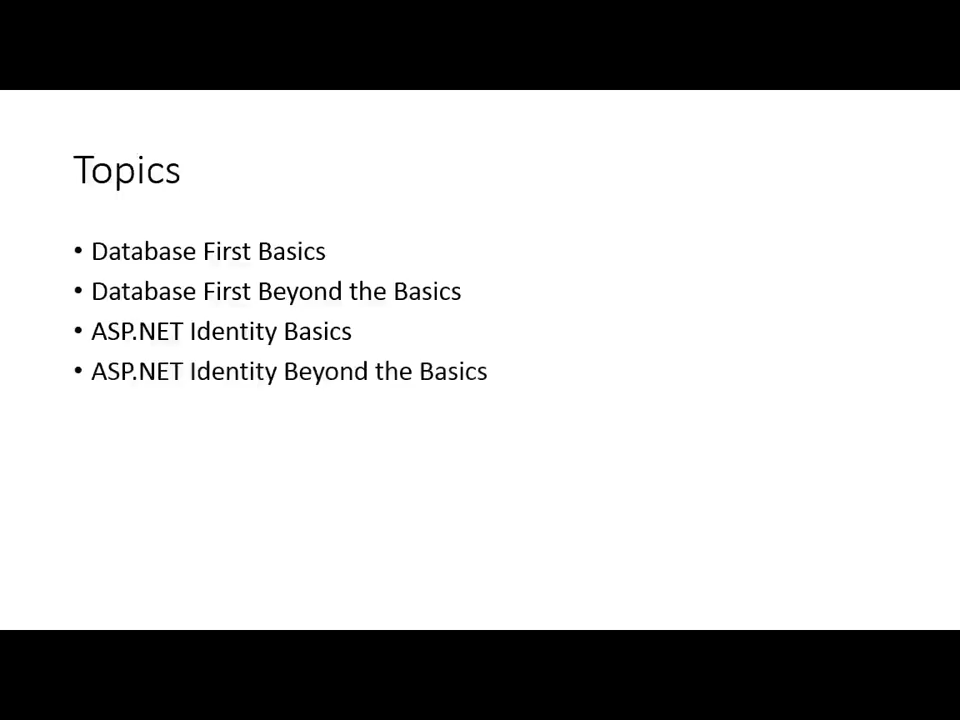 Topics
• Database First Basics
• Database First Beyond the Basics
• ASP.NET Identity Basics
• ASP.NET Identity Beyond the Basics